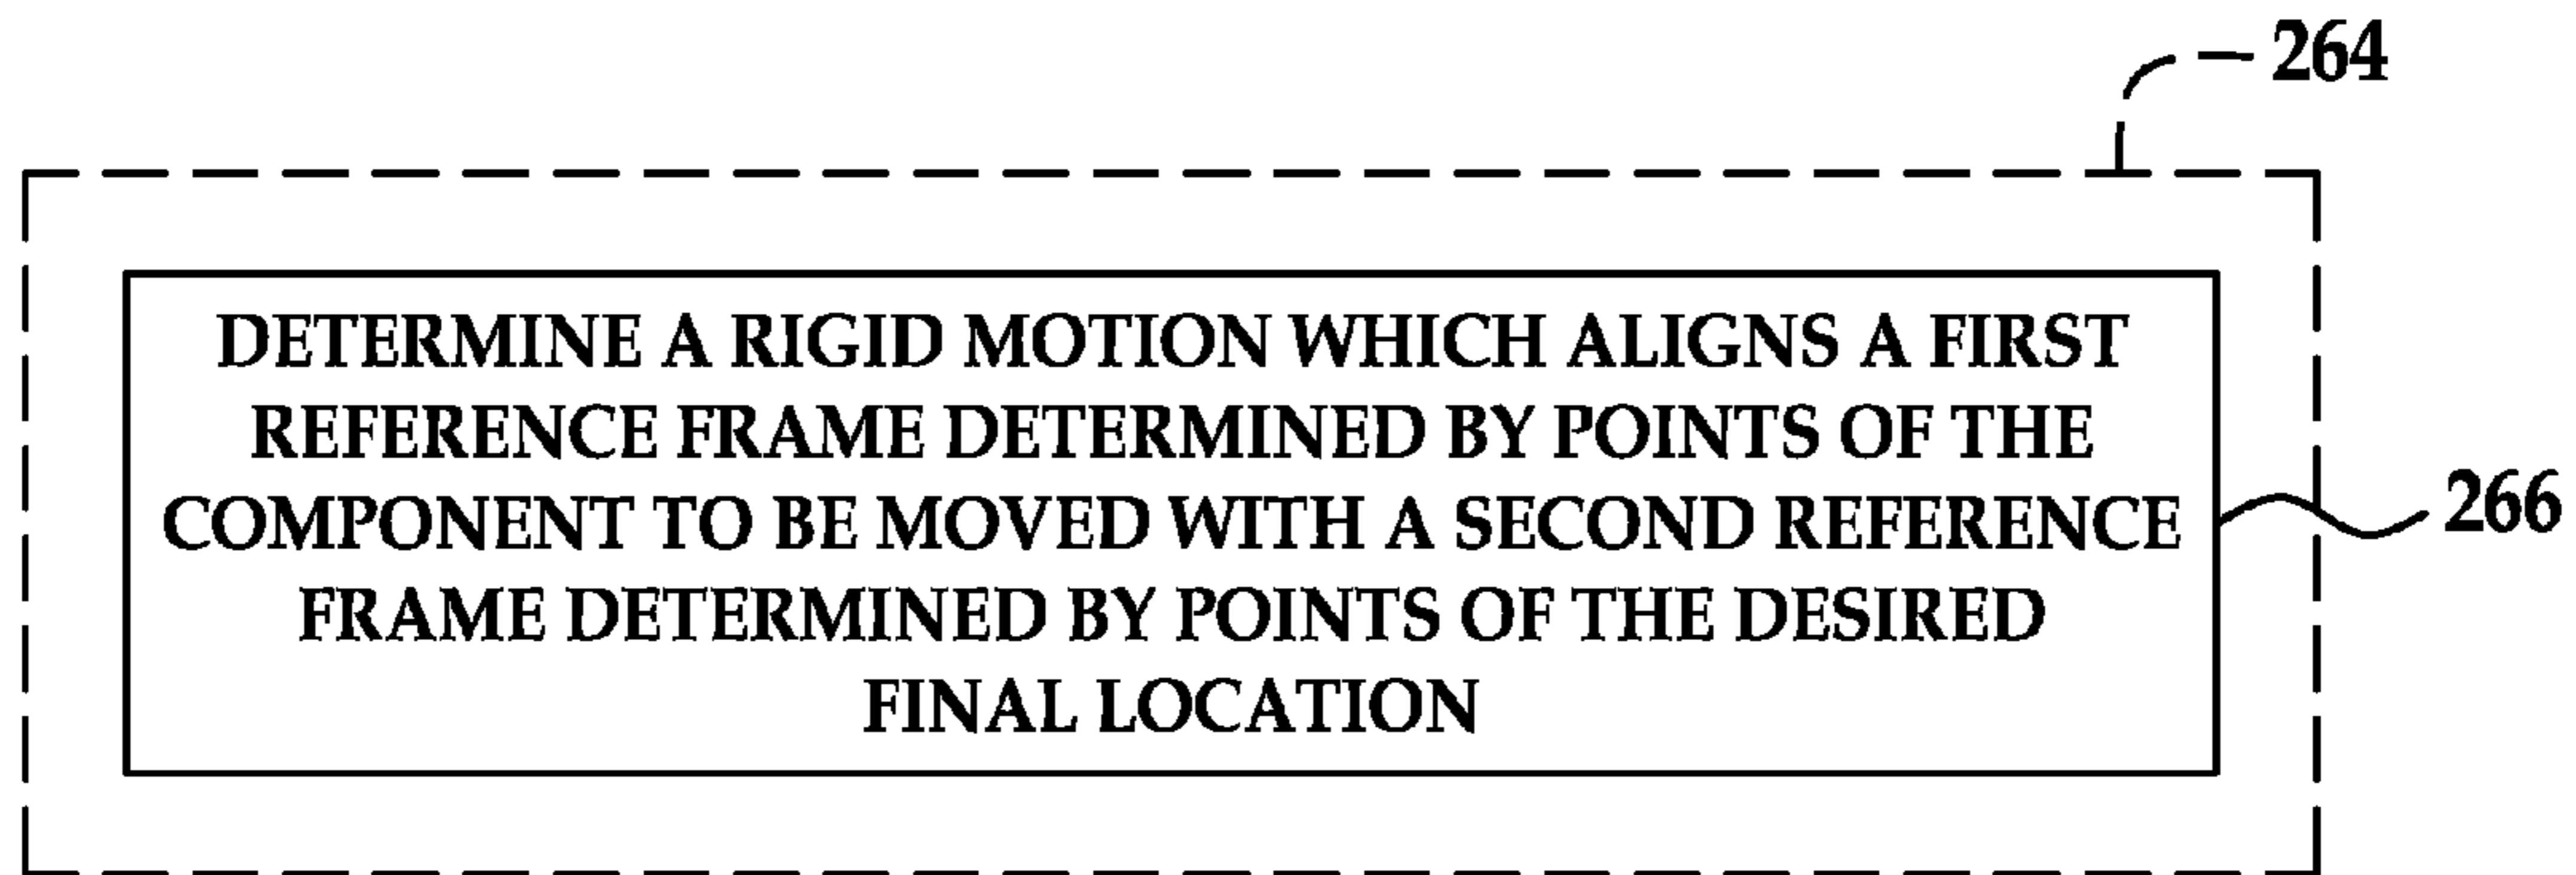 264
DETERMINE A RIGID MOTION WHICH ALIGNS A FIRST
REFERENCE FRAME DETERMINED BY POINTS OF THE
COMPONENT TO BE MOVED WITH A SECOND REFERENCE
266
FRAME DETERMINED BY POINTS OF THE DESIRED
FINAL LOCATION